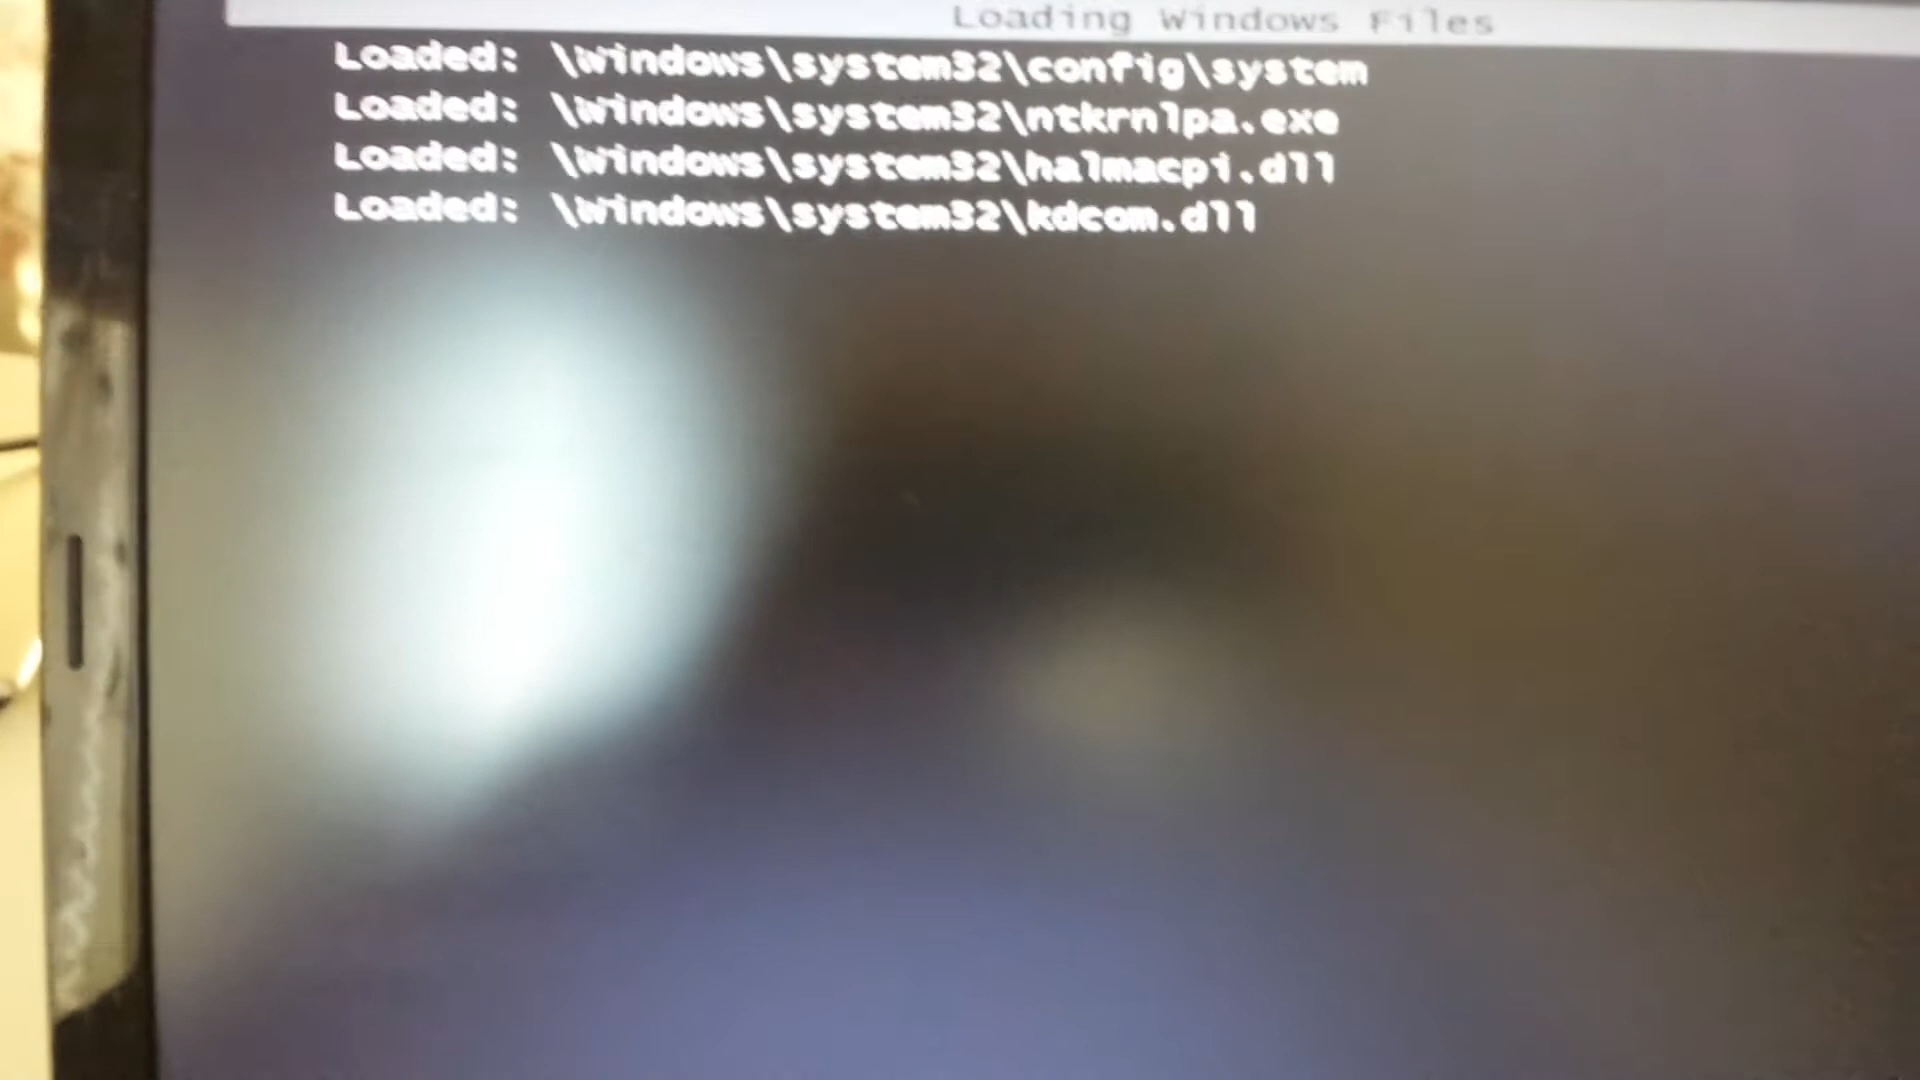 Loading Windows Files
Loaded: \Windows\system32\config\system
Loaded: \Windows\system32\ntkrnlpa.exe
Loaded: \Windows\system32\halmacpi.dll
Loaded: \Windows\system32\kdcom.dll